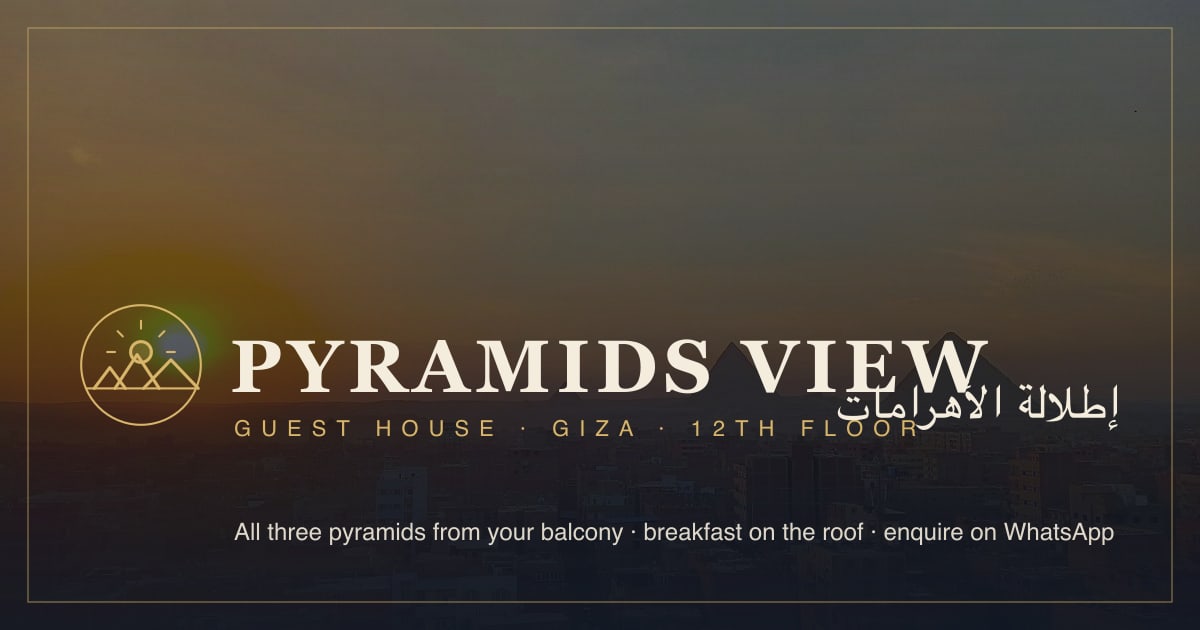 PYRAMIDS VIEW
إطلالة الأهرامات
GUEST HOUSE · GIZA · 12TH FLOOR
All three pyramids from your balcony · breakfast on the roof · enquire on WhatsApp